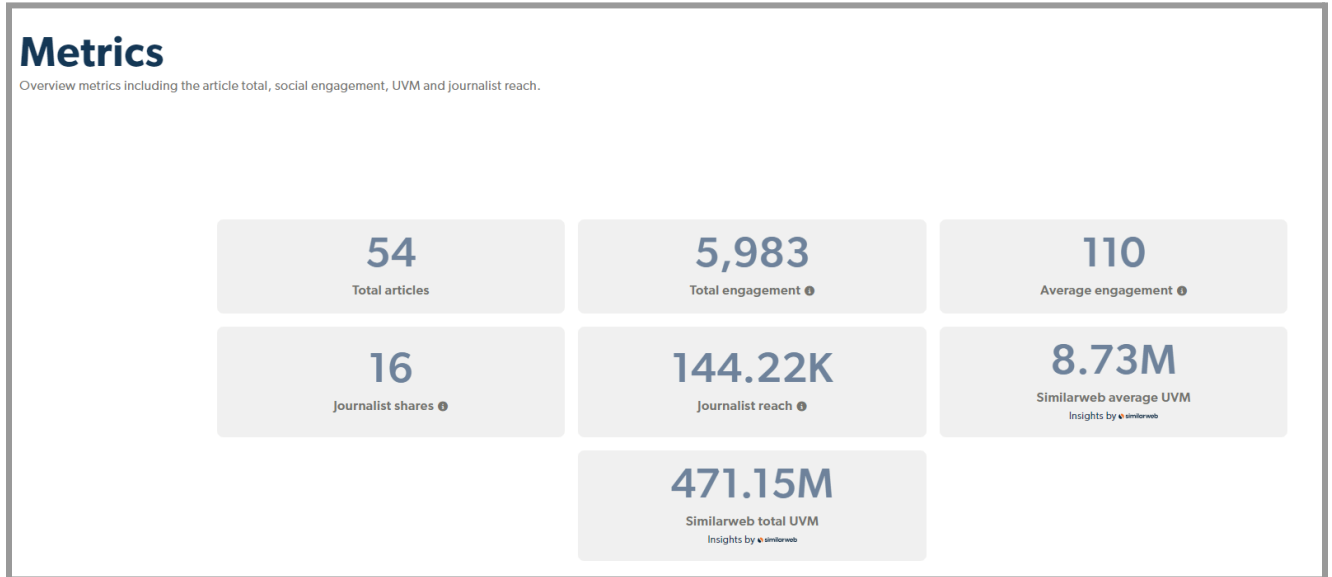 Metrics
Overview metrics including the article total, social engagement, UVM and journalist reach.
54
Total articles
5,983
Total engagement
110
Average engagement
16
Journalist shares
144.22K
Journalist reach
8.73M
Similarweb average UVM
Insights by similarweb
471.15M
Similarweb total UVM
Insights by similarweb